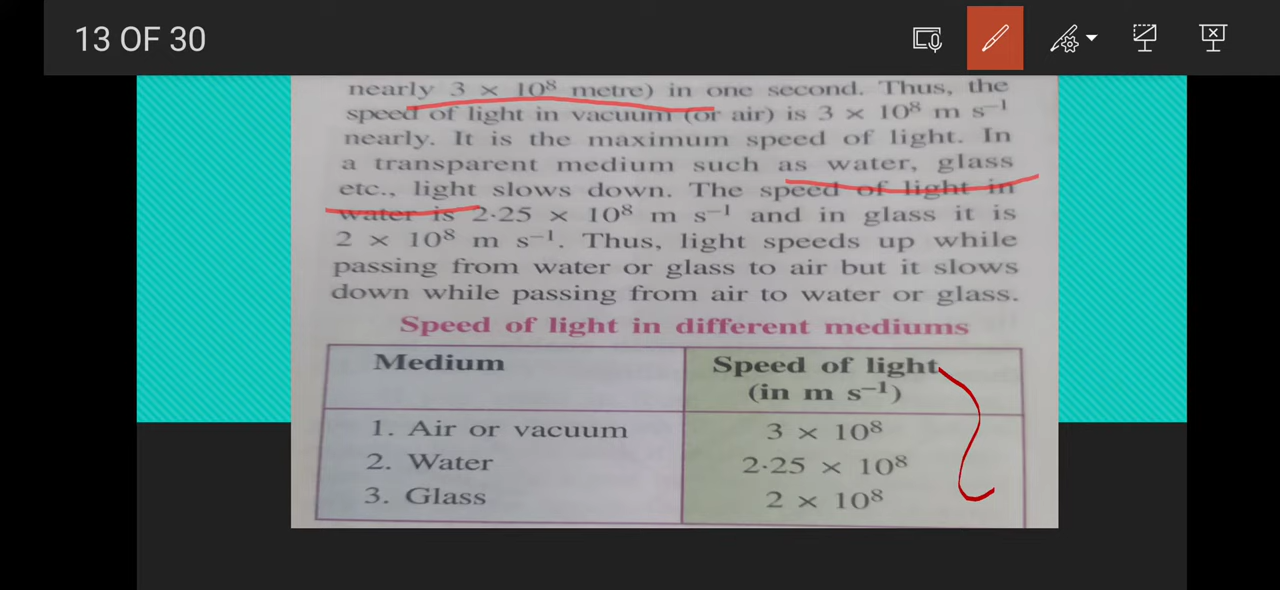 13 OF 30
nearly 3 × 10⁸ metre) in one second. Thus, the
speed of light in vacuum (or air) is 3 × 10⁸ m s⁻¹
nearly. It is the maximum speed of light. In
a transparent medium such as water, glass
etc., light slows down. The speed of light in
water is 2·25 × 10⁸ m s⁻¹ and in glass it is
2 × 10⁸ m s⁻¹. Thus, light speeds up while
passing from water or glass to air but it slows
down while passing from air to water or glass.
Speed of light in different mediums
Medium Speed of light
(in m s⁻¹)
1. Air or vacuum 3 × 10⁸
2. Water 2·25 × 10⁸
3. Glass 2 × 10⁸